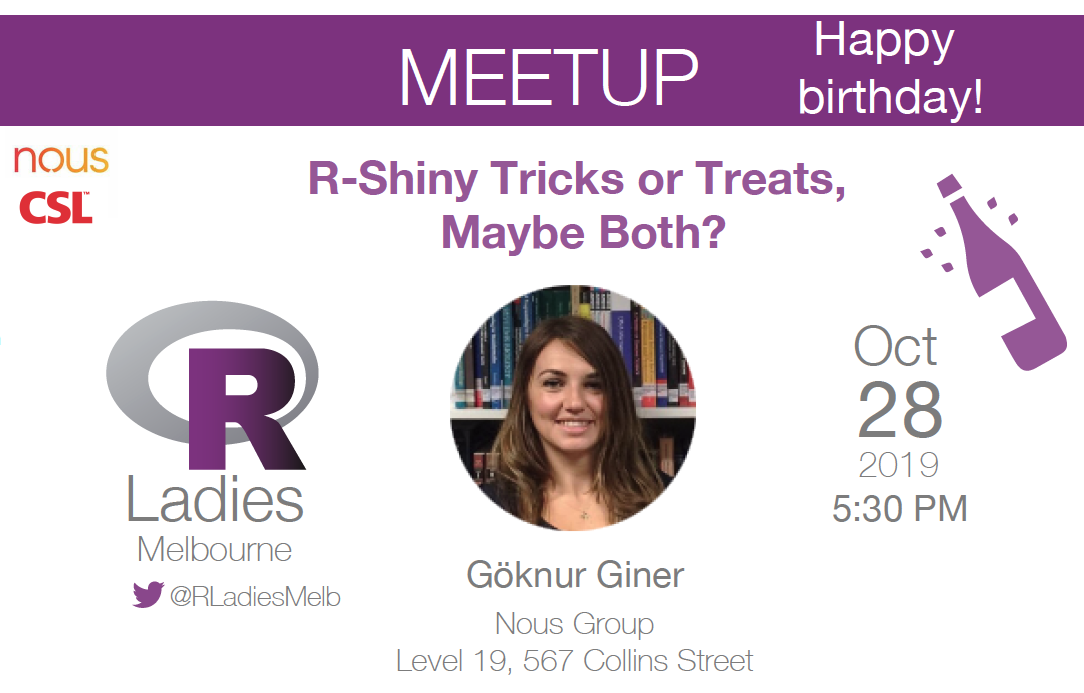 MEETUP
Happy
birthday!
nous
CSL™
R-Shiny Tricks or Treats,
Maybe Both?
R
Ladies
Melbourne
@RLadiesMelb
Göknur Giner
Nous Group
Level 19, 567 Collins Street
Oct
28
2019
5:30 PM